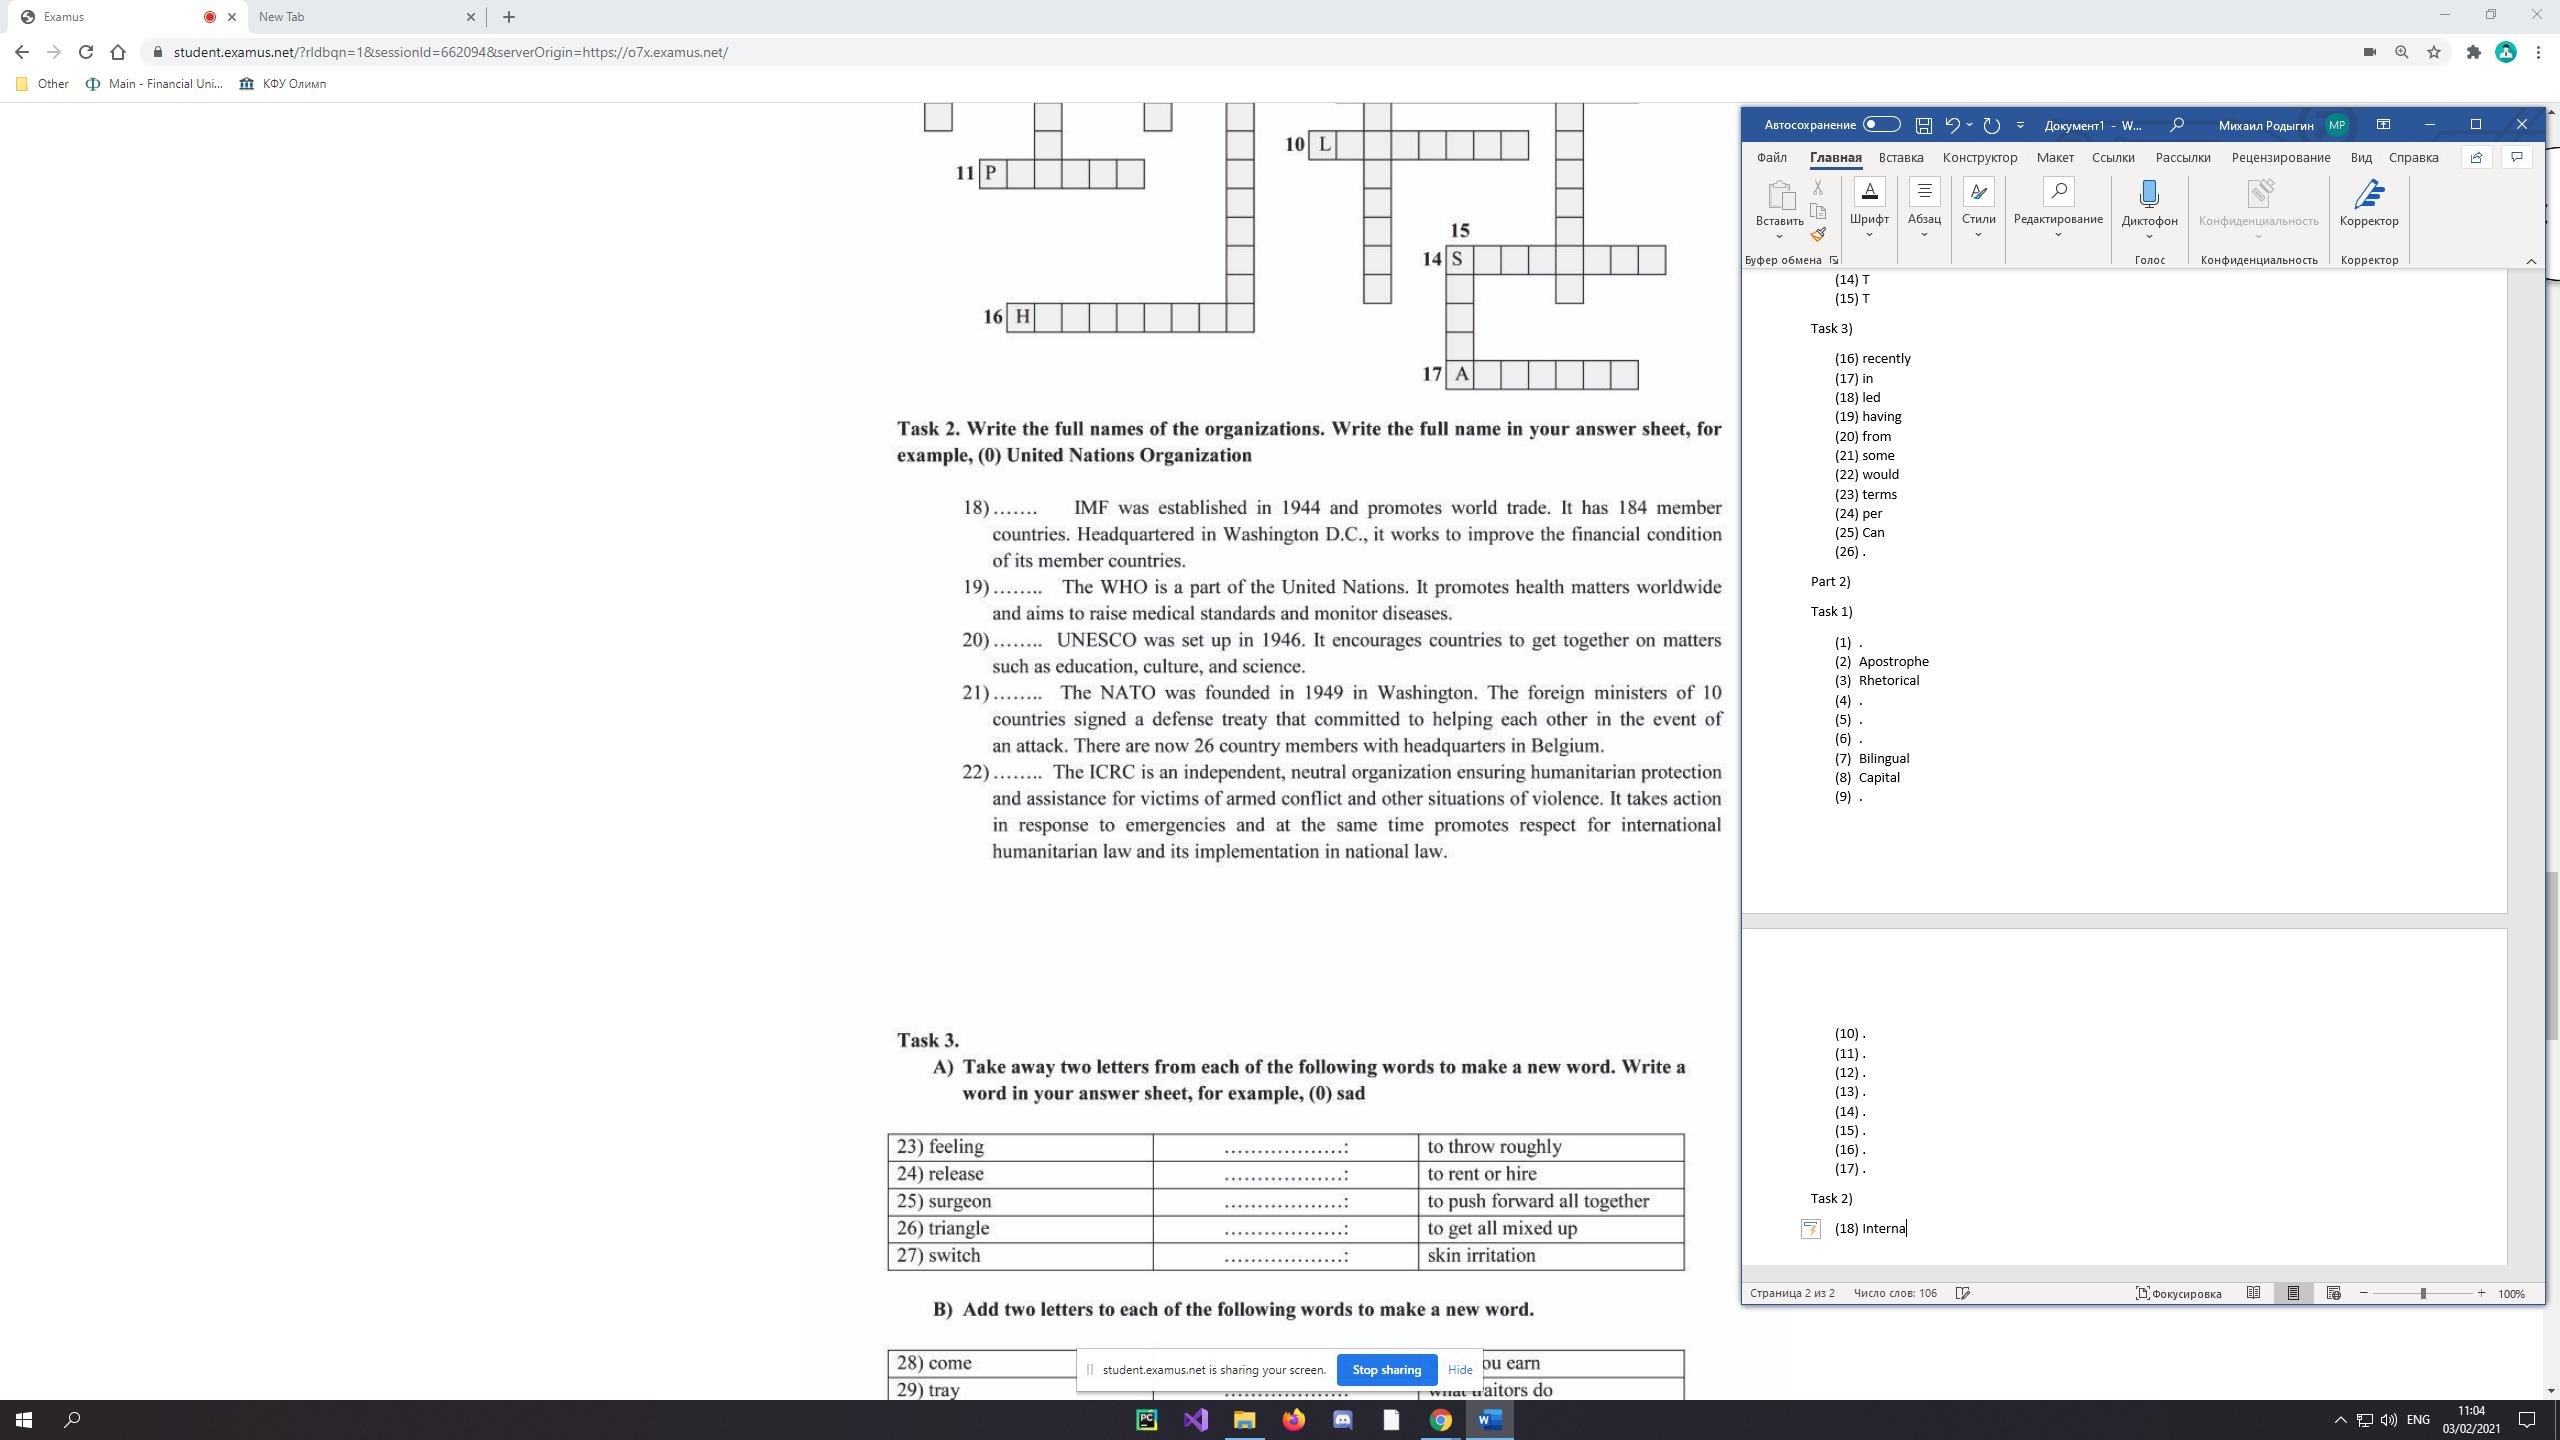 Examus
New Tab
student.examus.net/?rldbqn=1&sessionId=662094&serverOrigin=https://o7x.examus.net/
Other
Main - Financial Uni...
КФУ Олимп
10 L
11 P
15
14 S
16 H
17 A
Task 2. Write the full names of the organizations. Write the full name in your answer sheet, for
example, (0) United Nations Organization
18)....... IMF was established in 1944 and promotes world trade. It has 184 member
countries. Headquartered in Washington D.C., it works to improve the financial condition
of its member countries.
19)........ The WHO is a part of the United Nations. It promotes health matters worldwide
and aims to raise medical standards and monitor diseases.
20)........ UNESCO was set up in 1946. It encourages countries to get together on matters
such as education, culture, and science.
21)........ The NATO was founded in 1949 in Washington. The foreign ministers of 10
countries signed a defense treaty that committed to helping each other in the event of
an attack. There are now 26 country members with headquarters in Belgium.
22)........ The ICRC is an independent, neutral organization ensuring humanitarian protection
and assistance for victims of armed conflict and other situations of violence. It takes action
in response to emergencies and at the same time promotes respect for international
humanitarian law and its implementation in national law.
Task 3.
A) Take away two letters from each of the following words to make a new word. Write a
word in your answer sheet, for example, (0) sad
23) feeling ..................: to throw roughly
24) release ..................: to rent or hire
25) surgeon ..................: to push forward all together
26) triangle ..................: to get all mixed up
27) switch ..................: skin irritation
B) Add two letters to each of the following words to make a new word.
28) come ou earn
29) tray what traitors do
student.examus.net is sharing your screen.
Stop sharing
Hide
Автосохранение
Документ1 - W...
Михаил Родыгин
МР
Файл Главная Вставка Конструктор Макет Ссылки Рассылки Рецензирование Вид Справка
Вставить
Шрифт
Абзац
Стили
Редактирование
Диктофон
Конфиденциальность
Корректор
Буфер обмена
Голос
Конфиденциальность
Корректор
(14) T
(15) T
Task 3)
(16) recently
(17) in
(18) led
(19) having
(20) from
(21) some
(22) would
(23) terms
(24) per
(25) Can
(26) .
Part 2)
Task 1)
(1) .
(2) Apostrophe
(3) Rhetorical
(4) .
(5) .
(6) .
(7) Bilingual
(8) Capital
(9) .
(10) .
(11) .
(12) .
(13) .
(14) .
(15) .
(16) .
(17) .
Task 2)
(18) Interna
Страница 2 из 2
Число слов: 106
Фокусировка
100%
ENG
11:04
03/02/2021